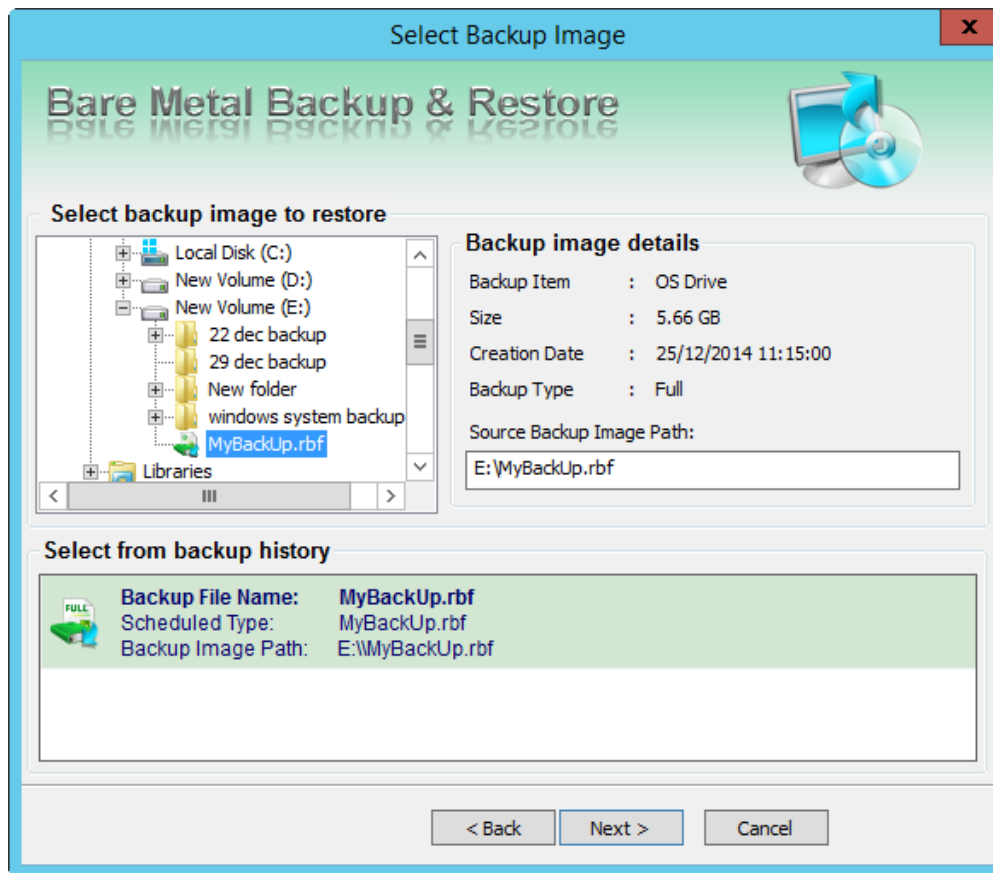 Select Backup Image
x
Bare Metal Backup & Restore
Select backup image to restore
Local Disk (C:)
New Volume (D:)
New Volume (E:)
22 dec backup
29 dec backup
New folder
windows system backup
MyBackUp.rbf
Libraries
Backup image details
Backup Item : OS Drive
Size : 5.66 GB
Creation Date : 25/12/2014 11:15:00
Backup Type : Full
Source Backup Image Path:
E:\MyBackUp.rbf
Select from backup history
FULL
Backup File Name: MyBackUp.rbf
Scheduled Type: MyBackUp.rbf
Backup Image Path: E:\\MyBackUp.rbf
< Back
Next >
Cancel